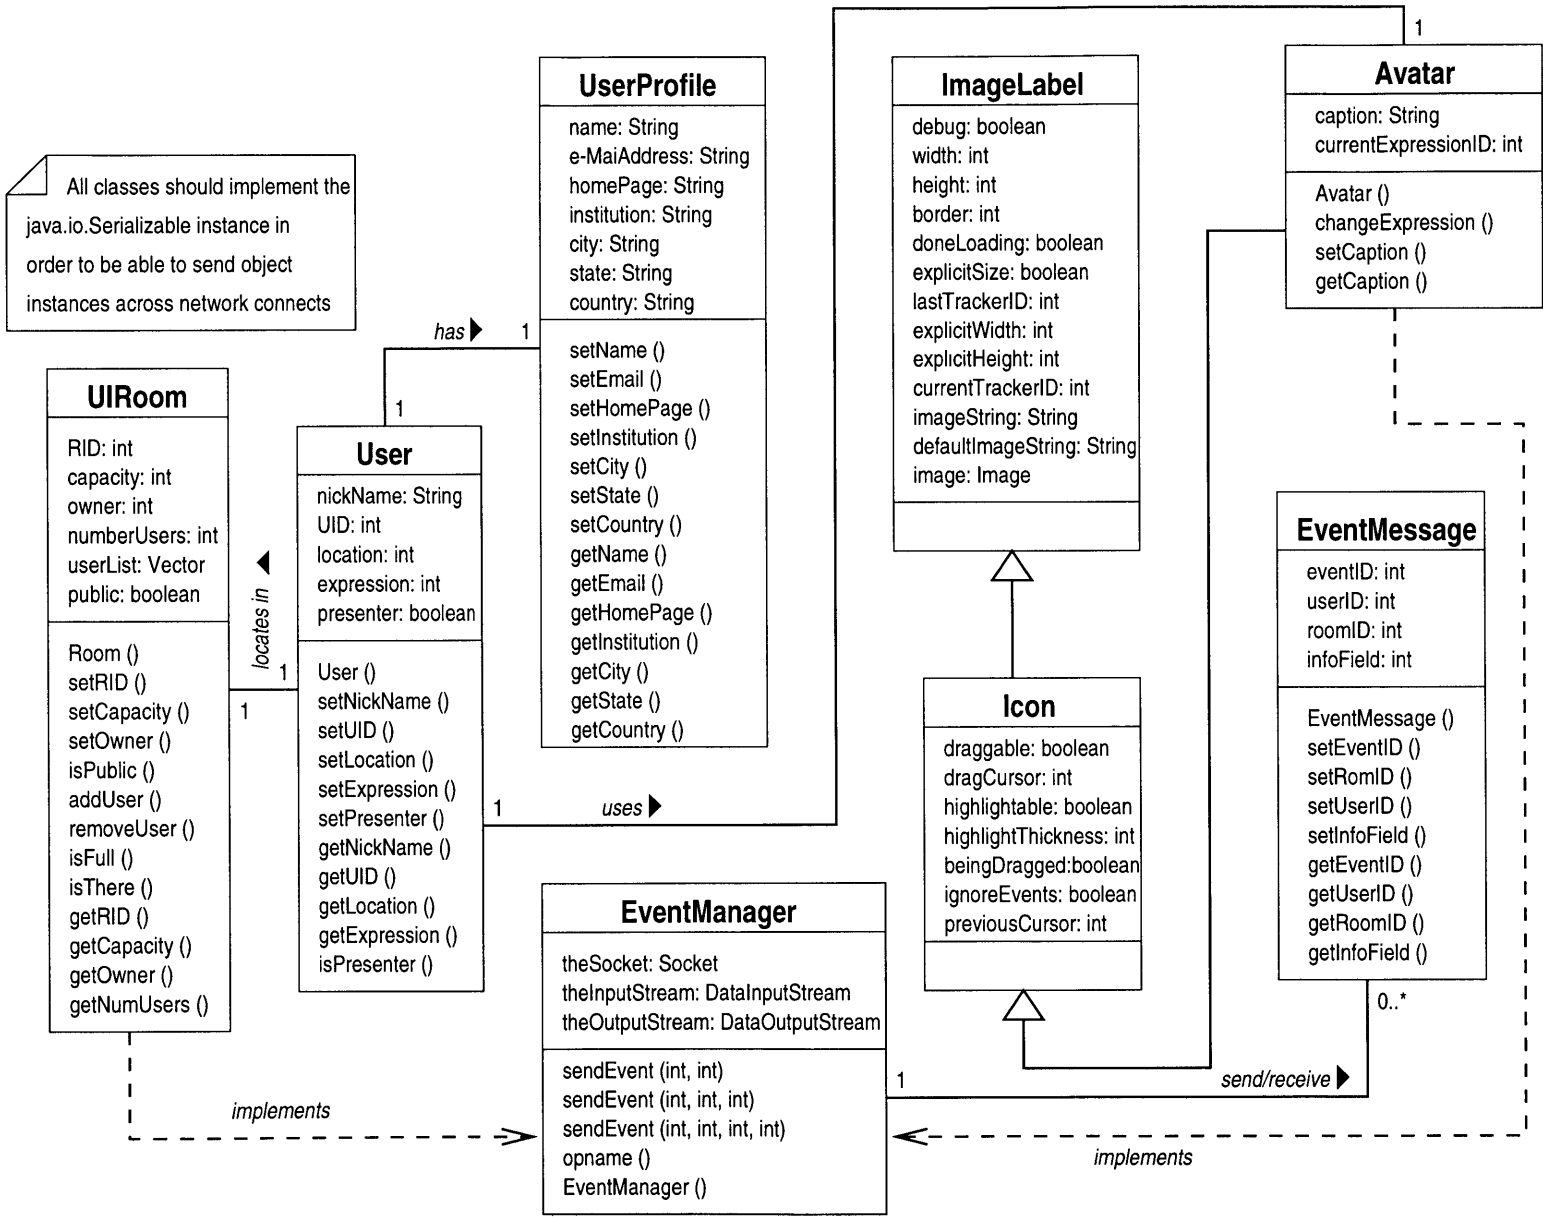 All classes should implement the
java.io.Serializable instance in
order to be able to send object
instances across network connects
UIRoom
RID: int
capacity: int
owner: int
numberUsers: int
userList: Vector
public: boolean
Room ()
setRID ()
setCapacity ()
setOwner ()
isPublic ()
addUser ()
removeUser ()
isFull ()
isThere ()
getRID ()
getCapacity ()
getOwner ()
getNumUsers ()
locates in
1
1
User
nickName: String
UID: int
location: int
expression: int
presenter: boolean
User ()
setNickName ()
setUID ()
setLocation ()
setExpression ()
setPresenter ()
getNickName ()
getUID ()
getLocation ()
getExpression ()
isPresenter ()
has
1
1
UserProfile
name: String
e-MaiAddress: String
homePage: String
institution: String
city: String
state: String
country: String
setName ()
setEmail ()
setHomePage ()
setInstitution ()
setCity ()
setState ()
setCountry ()
getName ()
getEmail ()
getHomePage ()
getInstitution ()
getCity ()
getState ()
getCountry ()
1
uses
1
ImageLabel
debug: boolean
width: int
height: int
border: int
doneLoading: boolean
explicitSize: boolean
lastTrackerID: int
explicitWidth: int
explicitHeight: int
currentTrackerID: int
imageString: String
defaultImageString: String
image: Image
Icon
draggable: boolean
dragCursor: int
highlightable: boolean
highlightThickness: int
beingDragged:boolean
ignoreEvents: boolean
previousCursor: int
Avatar
caption: String
currentExpressionID: int
Avatar ()
changeExpression ()
setCaption ()
getCaption ()
EventMessage
eventID: int
userID: int
roomID: int
infoField: int
EventMessage ()
setEventID ()
setRomID ()
setUserID ()
setInfoField ()
getEventID ()
getUserID ()
getRoomID ()
getInfoField ()
0..*
send/receive
1
EventManager
theSocket: Socket
theInputStream: DataInputStream
theOutputStream: DataOutputStream
sendEvent (int, int)
sendEvent (int, int, int)
sendEvent (int, int, int, int)
opname ()
EventManager ()
implements
implements